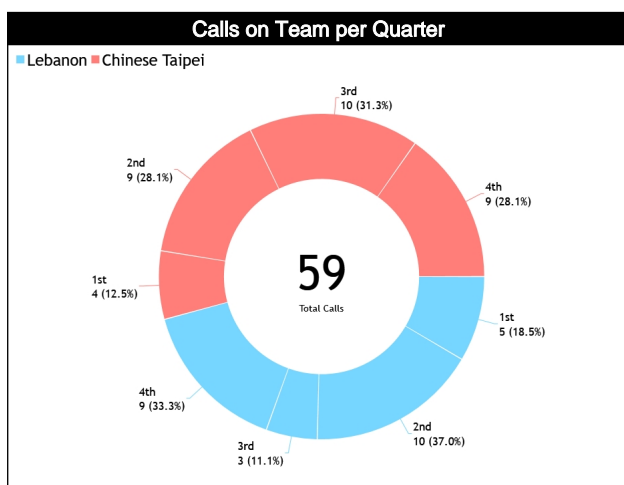 Calls on Team per Quarter
Lebanon Chinese Taipei
3rd
10 (31.3%)
2nd
9 (28.1%)
4th
9 (28.1%)
59
Total Calls
1st
4 (12.5%)
1st
5 (18.5%)
4th
9 (33.3%)
2nd
10 (37.0%)
3rd
3 (11.1%)